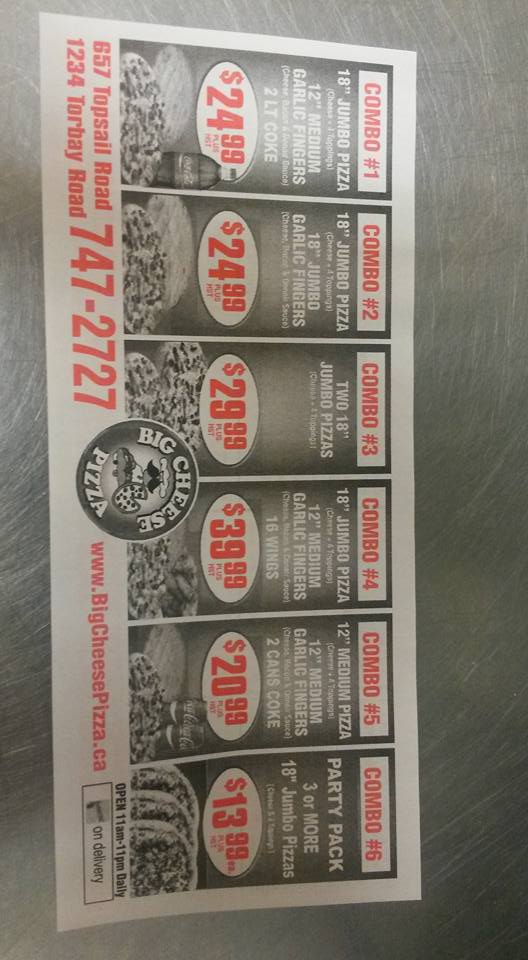 COMBO #1
18" JUMBO PIZZA
(Cheese + 4 Toppings)
12" MEDIUM
GARLIC FINGERS
(Cheese, Bacon & Donair Sauce)
2 LT COKE
$24.99
PLUS
HST
COMBO #2
18" JUMBO PIZZA
(Cheese + 4 Toppings)
18" JUMBO
GARLIC FINGERS
(Cheese, Bacon & Donair Sauce)
$24.99
PLUS
HST
COMBO #3
TWO 18"
JUMBO PIZZAS
(Cheese + 4 Toppings)
$29.99
PLUS
HST
COMBO #4
18" JUMBO PIZZA
(Cheese + 4 Toppings)
12" MEDIUM
GARLIC FINGERS
(Cheese, Bacon & Donair Sauce)
16 WINGS
$39.99
PLUS
HST
COMBO #5
12" MEDIUM PIZZA
(Cheese + 4 Toppings)
12" MEDIUM
GARLIC FINGERS
(Cheese, Bacon & Donair Sauce)
2 CANS COKE
$20.99
PLUS
HST
COMBO #6
PARTY PACK
3 or MORE
18" Jumbo Pizzas
$13.99 ea.
PLUS
HST
657 Topsail Road
1234 Torbay Road
747-2727
BIG CHEESE
PIZZA
www.BigCheesePizza.ca
OPEN 11am-11pm Daily
on delivery